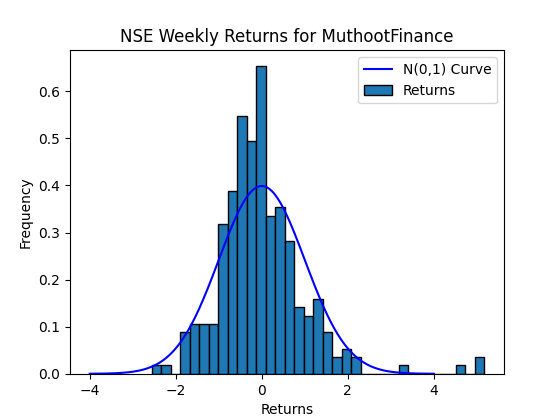 NSE Weekly Returns for MuthootFinance
N(0,1) Curve
Returns
Frequency
0.6
0.5
0.4
0.3
0.2
0.1
0.0
−4 −2 0 2 4
Returns